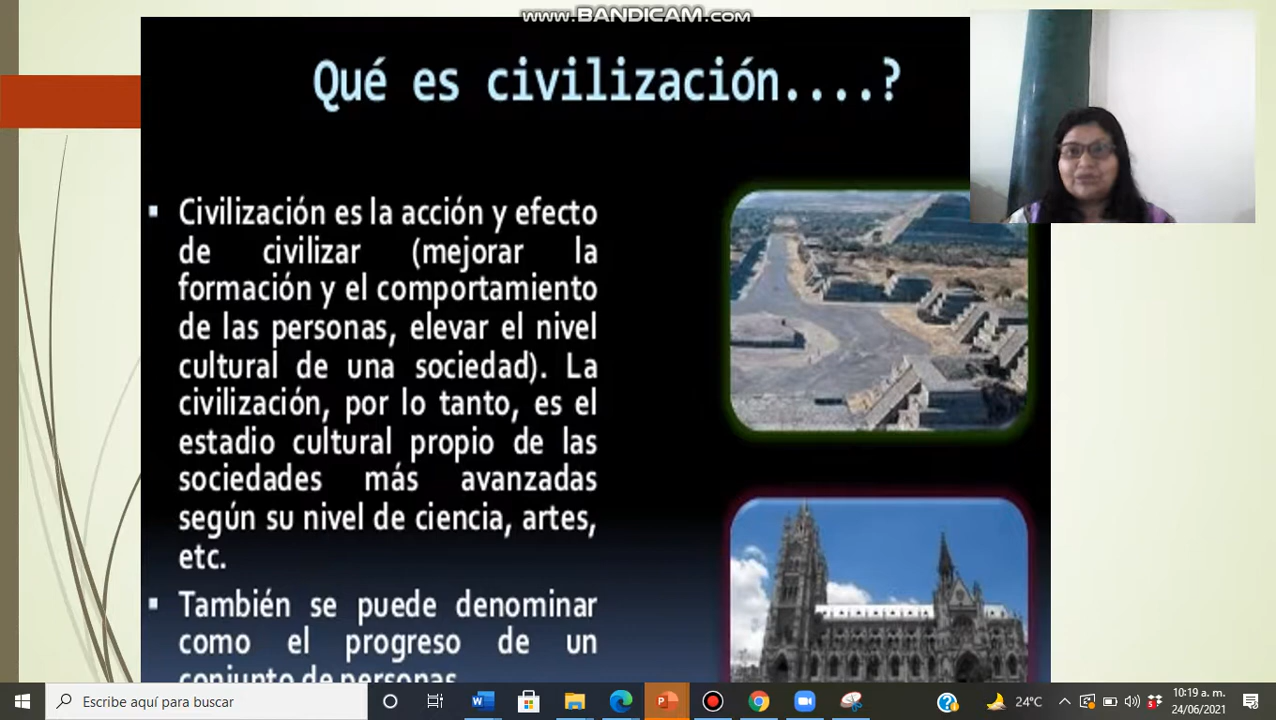 www.BANDICAM.com
Qué es civilización....?
▪ Civilización es la acción y efecto
de civilizar (mejorar la
formación y el comportamiento
de las personas, elevar el nivel
cultural de una sociedad). La
civilización, por lo tanto, es el
estadio cultural propio de las
sociedades más avanzadas
según su nivel de ciencia, artes,
etc.
▪ También se puede denominar
como el progreso de un
conjunto de personas
Escribe aquí para buscar
24°C
10:19 a. m.
24/06/2021